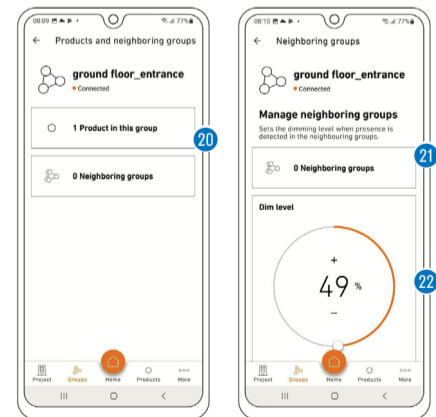 08:09
77%
Products and neighboring groups
ground floor_entrance
Connected
1 Product in this group
20
0 Neighboring groups
Project
Groups
Home
Products
More
08:10
77%
Neighboring groups
ground floor_entrance
Connected
Manage neighboring groups
Sets the dimming level when presence is
detected in the neighbouring groups.
21
0 Neighboring groups
Dim level
+
49 %
−
22
Project
Groups
Home
Products
More